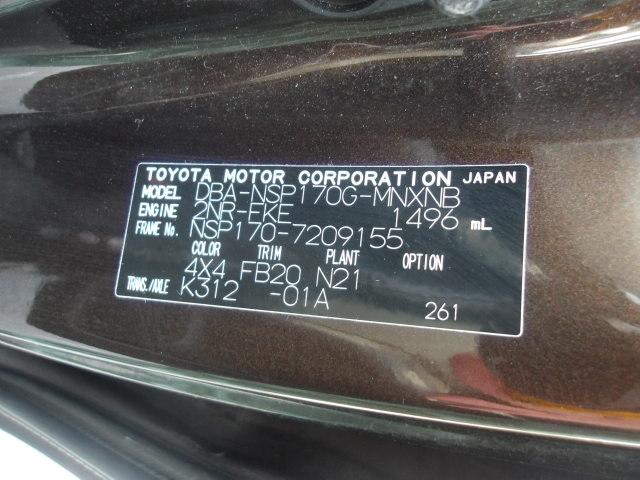 TOYOTA MOTOR CORPORATION JAPAN
MODEL DBA-NSP170G-MNXNB
ENGINE 2NR-FKE 1496 mL
FRAME No. NSP170-7209155
COLOR TRIM PLANT OPTION
4X4 FB20 N21
TRANS./AXLE K312 -01A
261